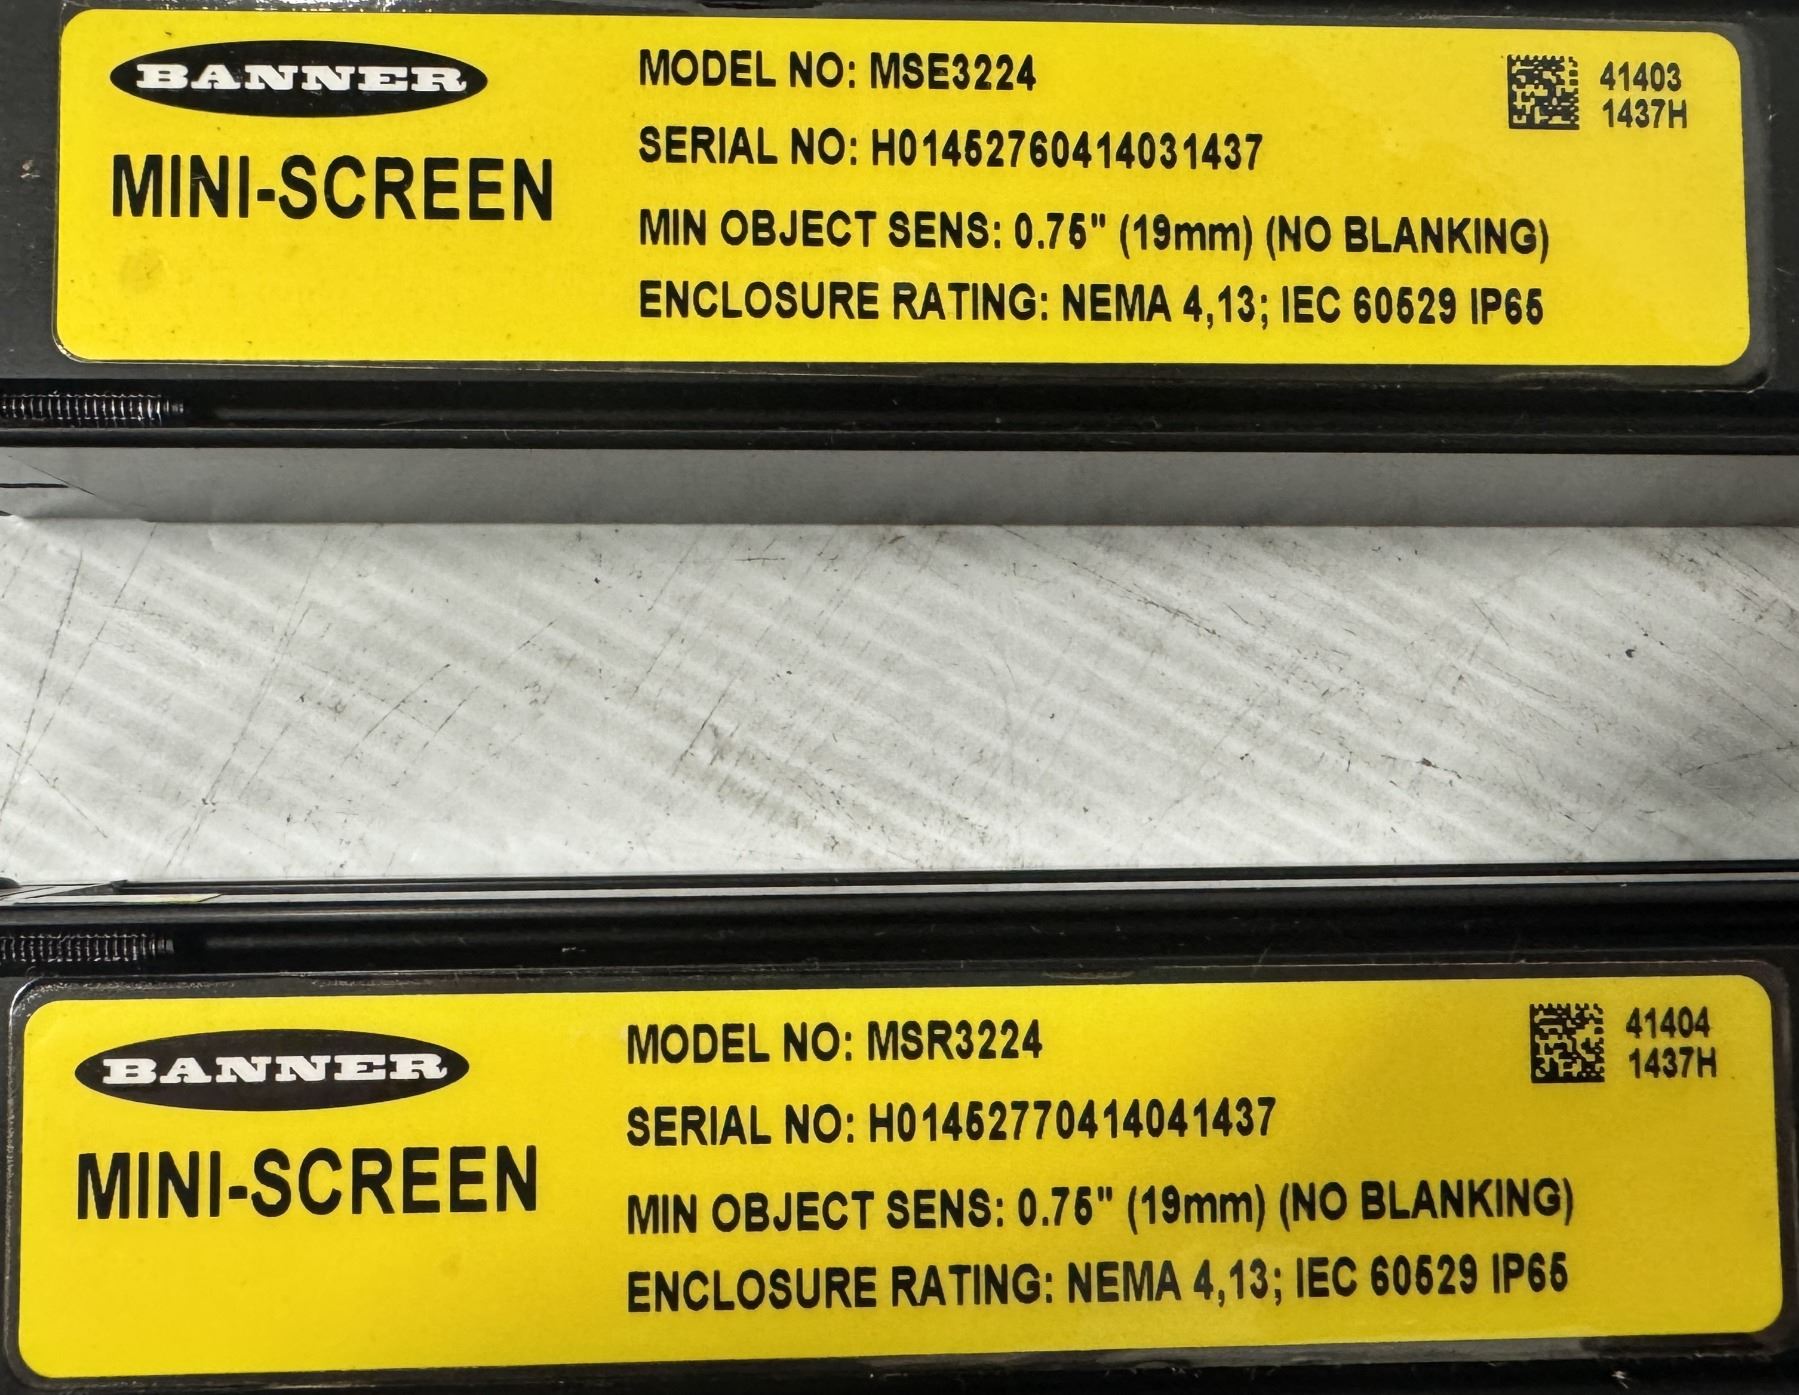 BANNER
MINI-SCREEN
MODEL NO: MSE3224
SERIAL NO: H01452760414031437
MIN OBJECT SENS: 0.75" (19mm) (NO BLANKING)
ENCLOSURE RATING: NEMA 4,13; IEC 60529 IP65
41403
1437H
BANNER
MINI-SCREEN
MODEL NO: MSR3224
SERIAL NO: H01452770414041437
MIN OBJECT SENS: 0.75" (19mm) (NO BLANKING)
ENCLOSURE RATING: NEMA 4,13; IEC 60529 IP65
41404
1437H